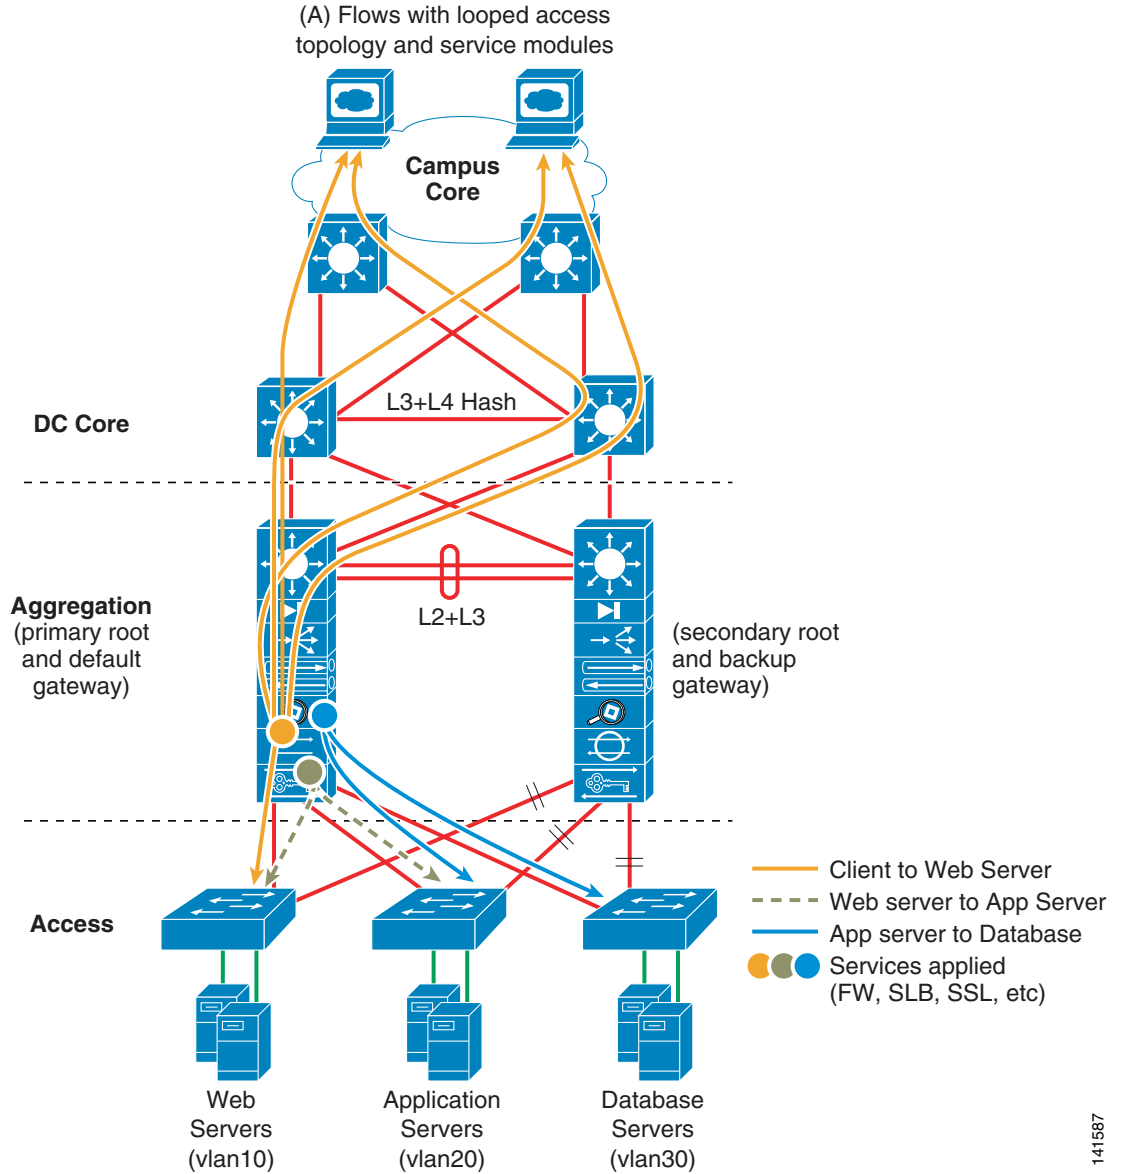 (A) Flows with looped access
topology and service modules
Campus
Core
DC Core
L3+L4 Hash
Aggregation
(primary root
and default
gateway)
L2+L3
(secondary root
and backup
gateway)
Access
Client to Web Server
Web server to App Server
App server to Database
Services applied
(FW, SLB, SSL, etc)
Web
Servers
(vlan10)
Application
Servers
(vlan20)
Database
Servers
(vlan30)
141587